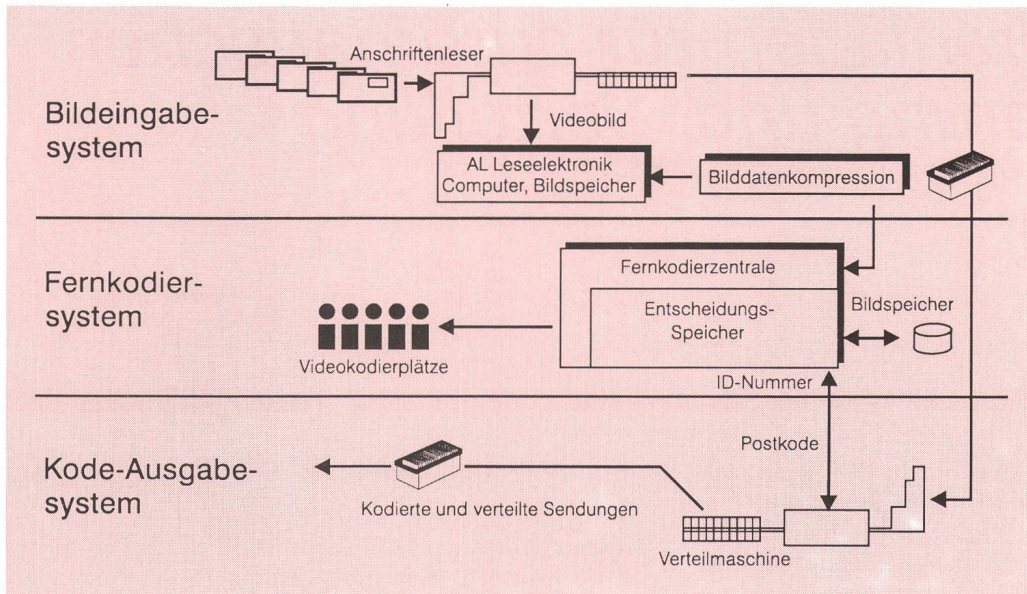 Anschriftenleser
Bildeingabe-
system
Videobild
AL Leseelektronik
Computer, Bildspeicher
Bilddatenkompression
Fernkodier-
system
Fernkodierzentrale
Entscheidungs-
Speicher
Bildspeicher
Videokodierplätze
ID-Nummer
Postkode
Kode-Ausgabe-
system
Kodierte und verteilte Sendungen
Verteilmaschine